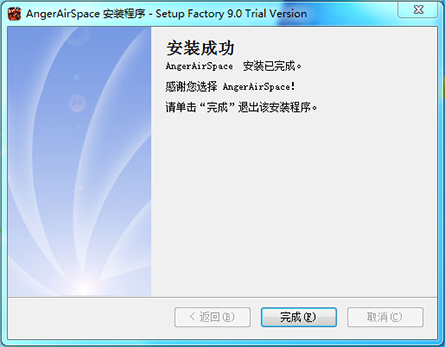 AngerAirSpace 安装程序 - Setup Factory 9.0 Trial Version
安装成功
AngerAirSpace 安装已完成。
感谢您选择 AngerAirSpace!
请单击“完成”退出该安装程序。
< 返回(B) 完成(F) 取消(C)